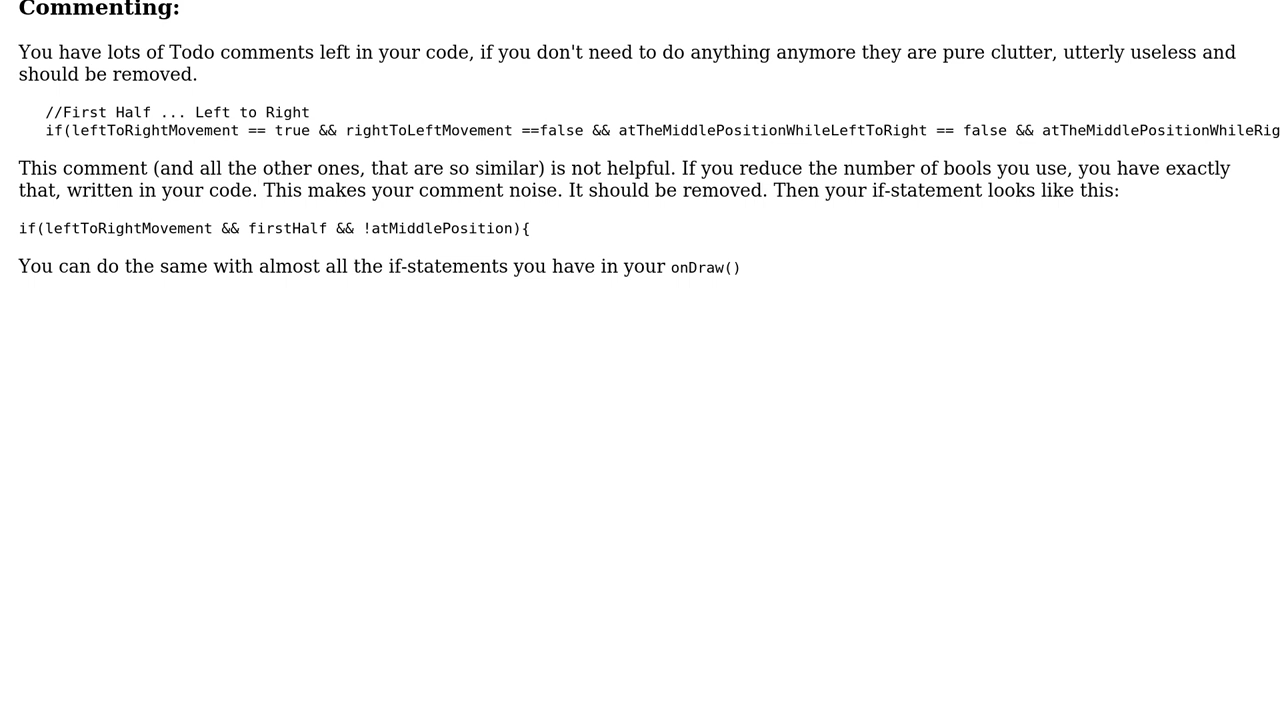 Commenting:
You have lots of Todo comments left in your code, if you don't need to do anything anymore they are pure clutter, utterly useless and
should be removed.
//First Half ... Left to Right
if(leftToRightMovement == true && rightToLeftMovement ==false && atTheMiddlePositionWhileLeftToRight == false && atTheMiddlePositionWhileRig
This comment (and all the other ones, that are so similar) is not helpful. If you reduce the number of bools you use, you have exactly
that, written in your code. This makes your comment noise. It should be removed. Then your if-statement looks like this:
if(leftToRightMovement && firstHalf && !atMiddlePosition){
You can do the same with almost all the if-statements you have in your onDraw()